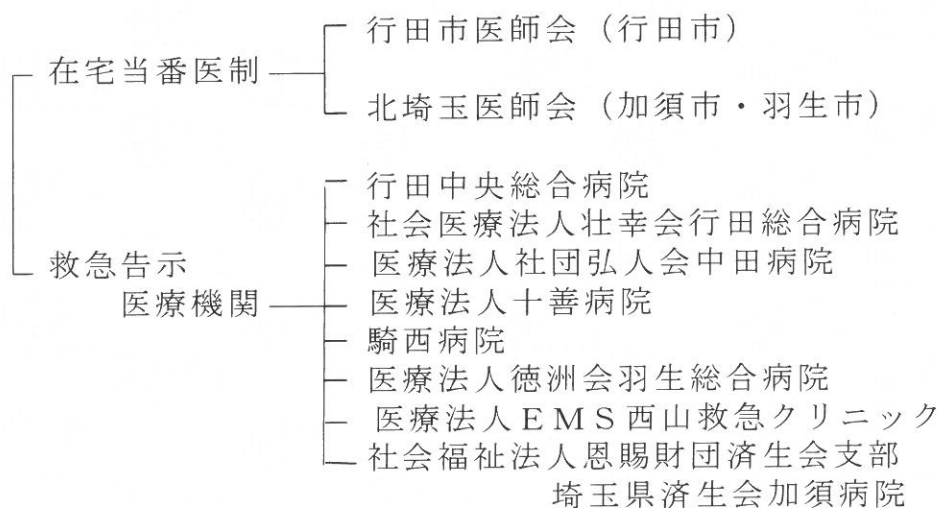 行田市医師会（行田市）
在宅当番医制
北埼玉医師会（加須市・羽生市）
行田中央総合病院
社会医療法人壮幸会行田総合病院
救急告示
医療機関
医療法人社団弘人会中田病院
医療法人十善病院
騎西病院
医療法人徳洲会羽生総合病院
医療法人ＥＭＳ西山救急クリニック
社会福祉法人恩賜財団済生会支部
埼玉県済生会加須病院